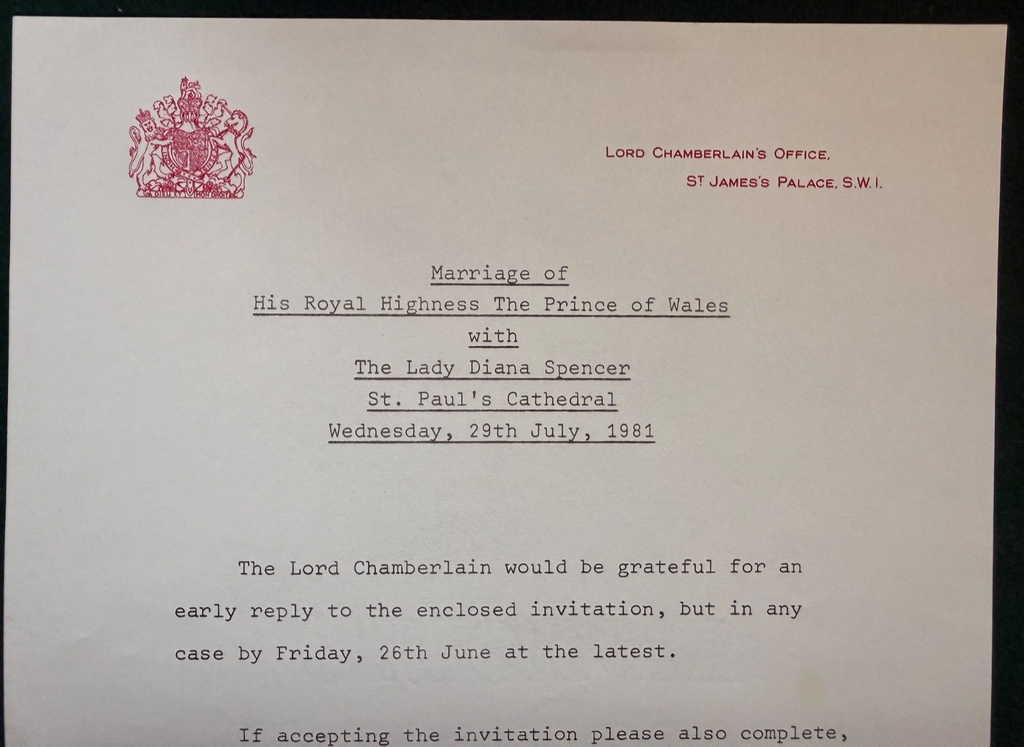 LORD CHAMBERLAIN'S OFFICE,
ST JAMES'S PALACE, S.W.1.
Marriage of
His Royal Highness The Prince of Wales
with
The Lady Diana Spencer
St. Paul's Cathedral
Wednesday, 29th July, 1981
The Lord Chamberlain would be grateful for an
early reply to the enclosed invitation, but in any
case by Friday, 26th June at the latest.
If accepting the invitation please also complete,